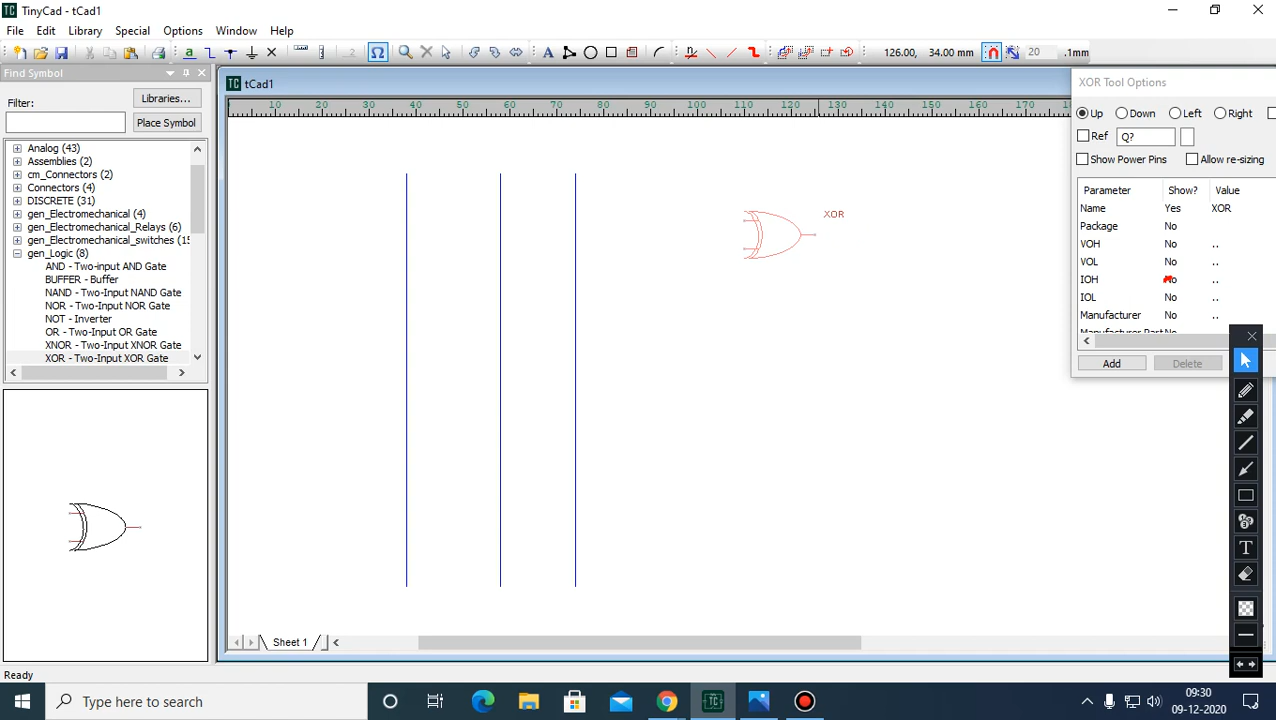 TinyCad - tCad1
File Edit Library Special Options Window Help
126.00, 34.00 mm 20 .1mm
Find Symbol
Filter: Libraries...
Place Symbol
Analog (43)
Assemblies (2)
cm_Connectors (2)
Connectors (4)
DISCRETE (31)
gen_Electromechanical (4)
gen_Electromechanical_Relays (6)
gen_Electromechanical_switches (15
gen_Logic (8)
AND - Two-input AND Gate
BUFFER - Buffer
NAND - Two-Input NAND Gate
NOR - Two-Input NOR Gate
NOT - Inverter
OR - Two-Input OR Gate
XNOR - Two-Input XNOR Gate
XOR - Two-Input XOR Gate
tCad1
10 20 30 40 50 60 70 80 90 100 110 120 130 140 150 160 170
XOR
Sheet 1
XOR Tool Options
Up Down Left Right
Ref Q?
Show Power Pins Allow re-sizing
Parameter Show? Value
Name Yes XOR
Package No
VOH No ..
VOL No ..
IOH No ..
IOL No ..
Manufacturer No ..
Manufacturer Part No
Add Delete
Ready
Type here to search
09:30
09-12-2020